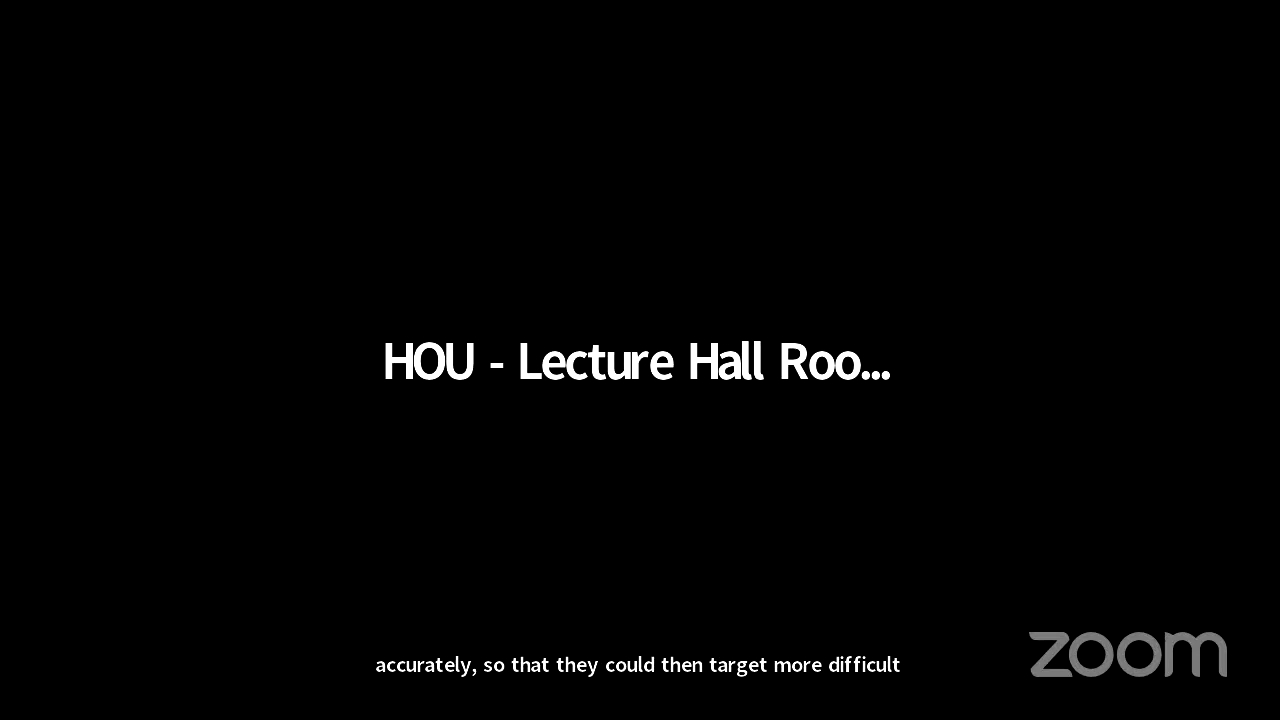 HOU - Lecture Hall Roo...
accurately, so that they could then target more difficult
zoom